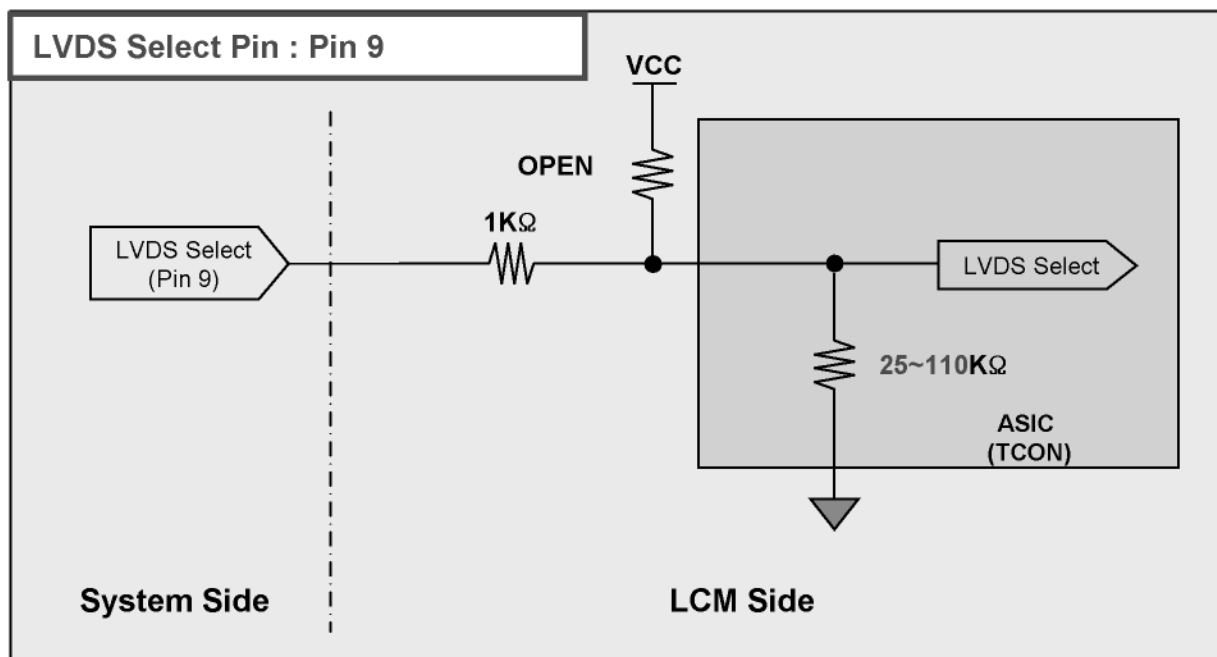 LVDS Select Pin : Pin 9
VCC
OPEN
1KΩ
LVDS Select
(Pin 9)
LVDS Select
25~110KΩ
ASIC
(TCON)
System Side
LCM Side